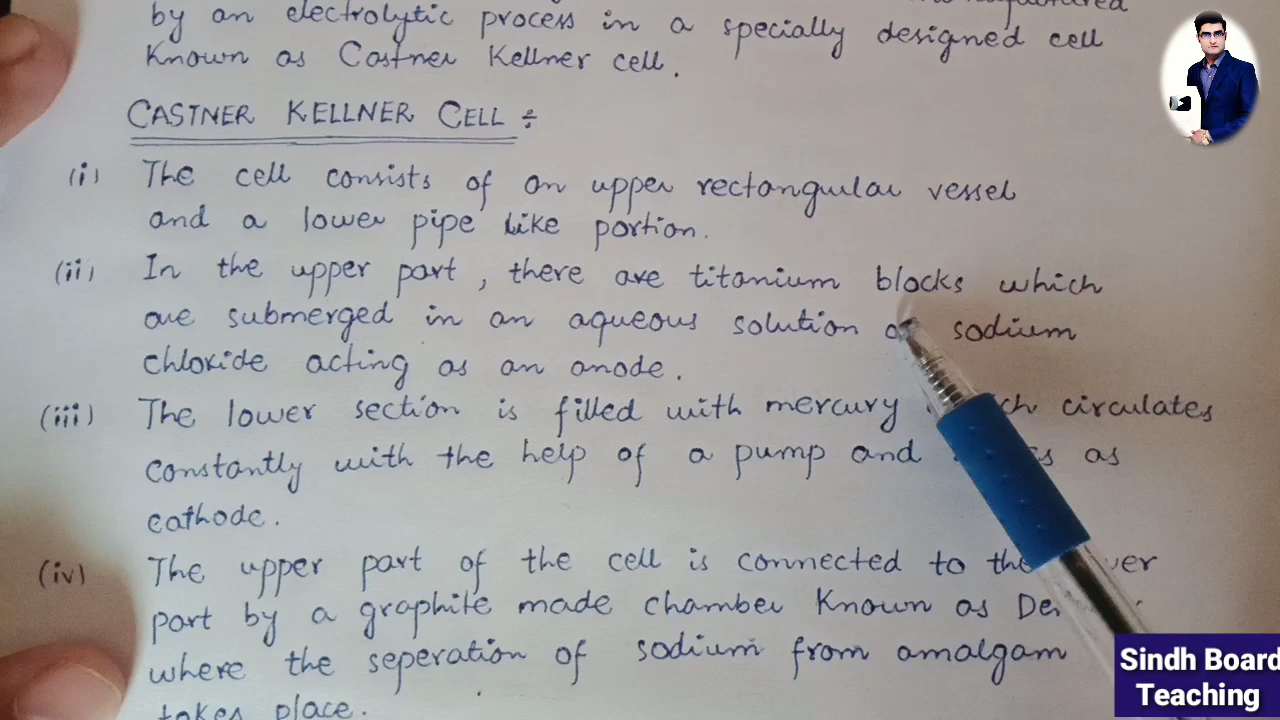 by an electrolytic process in a specially designed cell
Known as Castner Kellner cell.
CASTNER KELLNER CELL ÷
(i) The cell consists of an upper rectangular vessel
and a lower pipe like portion.
(ii) In the upper part, there are titanium blocks which
are submerged in an aqueous solution sodium
chloride acting as an anode.
(iii) The lower section is filled with mercury circulates
constantly with the help of a pump and as
cathode.
(iv) The upper part of the cell is connected to
part by a graphite made chamber Known as
where the seperation of sodium from amalgam
takes place.
Sindh Board
Teaching